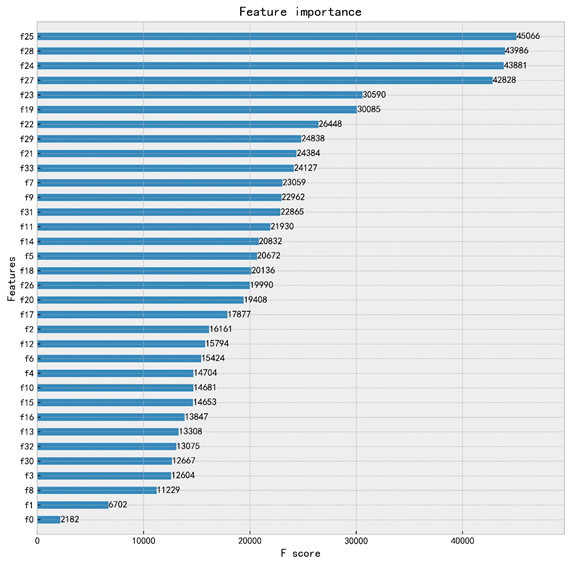 Feature importance
f25 45066
f28 43986
f24 43881
f27 42828
f23 30590
f19 30085
f22 26448
f29 24838
f21 24384
f33 24127
f7 23059
f9 22962
f31 22865
f11 21930
f14 20832
f5 20672
f18 20136
f26 19990
f20 19408
f17 17877
f2 16161
f12 15794
f6 15424
f4 14704
f10 14681
f15 14653
f16 13847
f13 13308
f32 13075
f30 12667
f3 12604
f8 11229
f1 6702
f0 2182
Features
0 10000 20000 30000 40000
F score